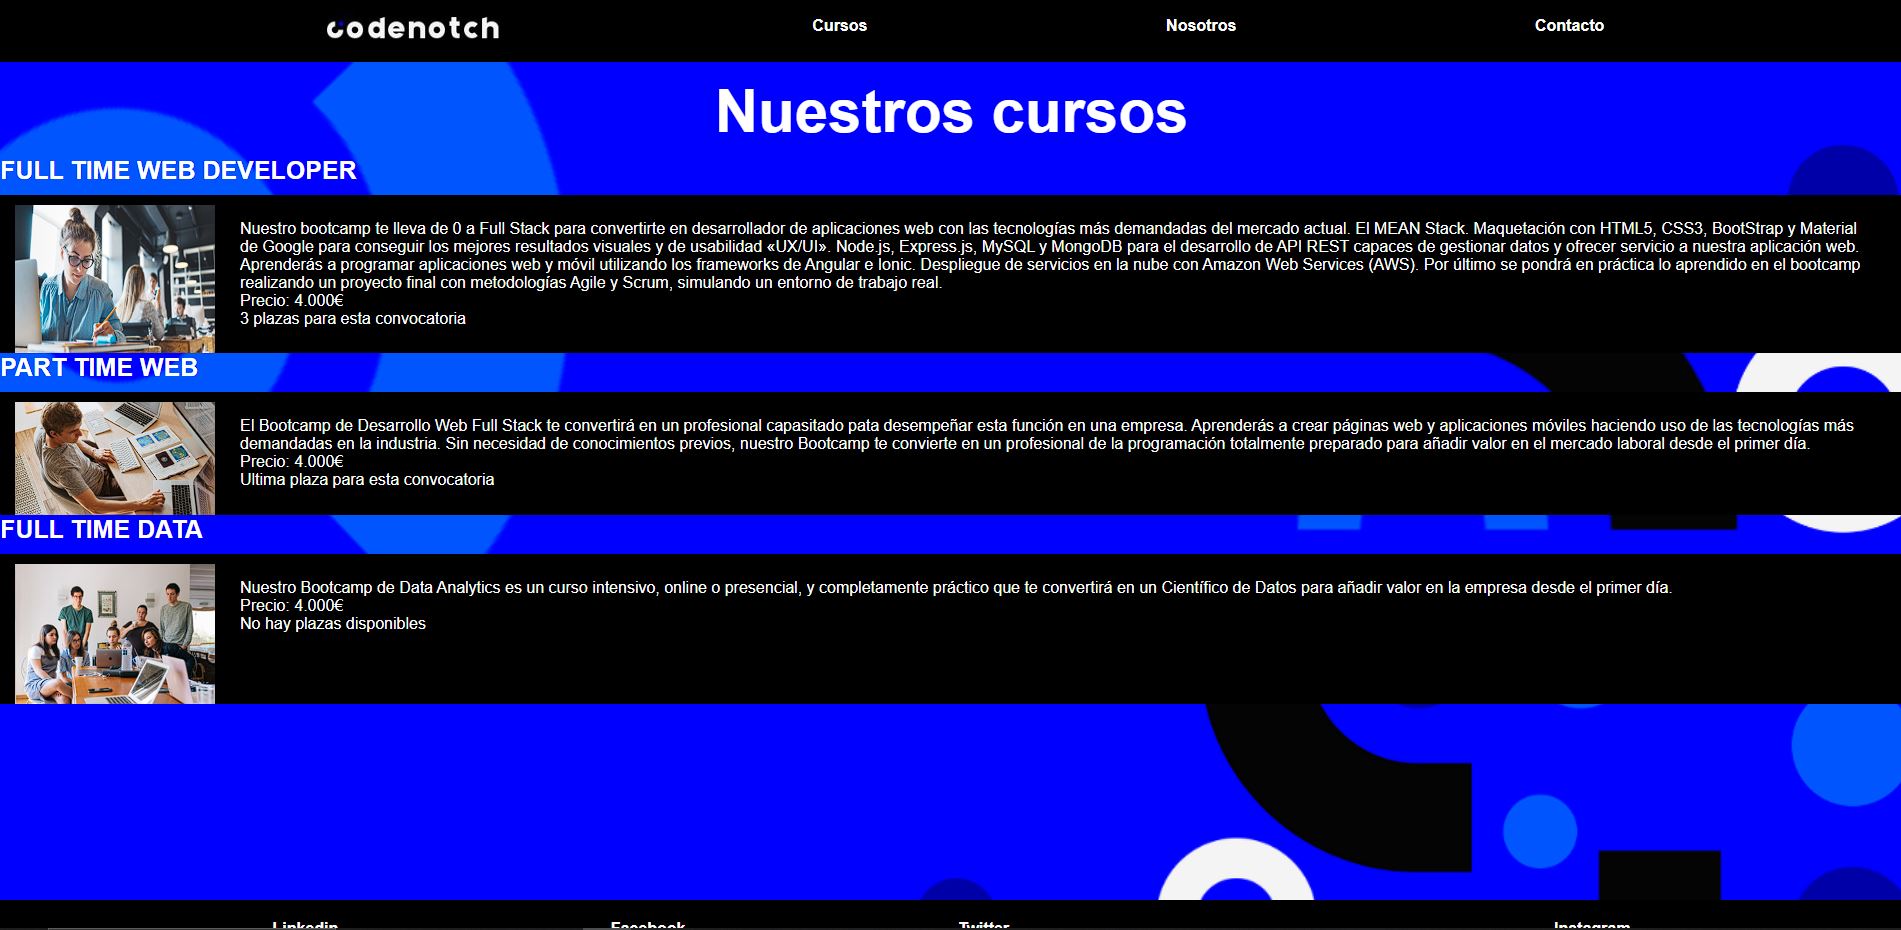 codenotch
Cursos
Nosotros
Contacto
Nuestros cursos
FULL TIME WEB DEVELOPER
Nuestro bootcamp te lleva de 0 a Full Stack para convertirte en desarrollador de aplicaciones web con las tecnologías más demandadas del mercado actual. El MEAN Stack. Maquetación con HTML5, CSS3, BootStrap y Material
de Google para conseguir los mejores resultados visuales y de usabilidad «UX/UI». Node.js, Express.js, MySQL y MongoDB para el desarrollo de API REST capaces de gestionar datos y ofrecer servicio a nuestra aplicación web.
Aprenderás a programar aplicaciones web y móvil utilizando los frameworks de Angular e Ionic. Despliegue de servicios en la nube con Amazon Web Services (AWS). Por último se pondrá en práctica lo aprendido en el bootcamp
realizando un proyecto final con metodologías Agile y Scrum, simulando un entorno de trabajo real.
Precio: 4.000€
3 plazas para esta convocatoria
PART TIME WEB
El Bootcamp de Desarrollo Web Full Stack te convertirá en un profesional capasitado pata desempeñar esta función en una empresa. Aprenderás a crear páginas web y aplicaciones móviles haciendo uso de las tecnologías más
demandadas en la industria. Sin necesidad de conocimientos previos, nuestro Bootcamp te convierte en un profesional de la programación totalmente preparado para añadir valor en el mercado laboral desde el primer día.
Precio: 4.000€
Ultima plaza para esta convocatoria
FULL TIME DATA
Nuestro Bootcamp de Data Analytics es un curso intensivo, online o presencial, y completamente práctico que te convertirá en un Científico de Datos para añadir valor en la empresa desde el primer día.
Precio: 4.000€
No hay plazas disponibles
Linkedin
Facebook
Twitter
Instagram